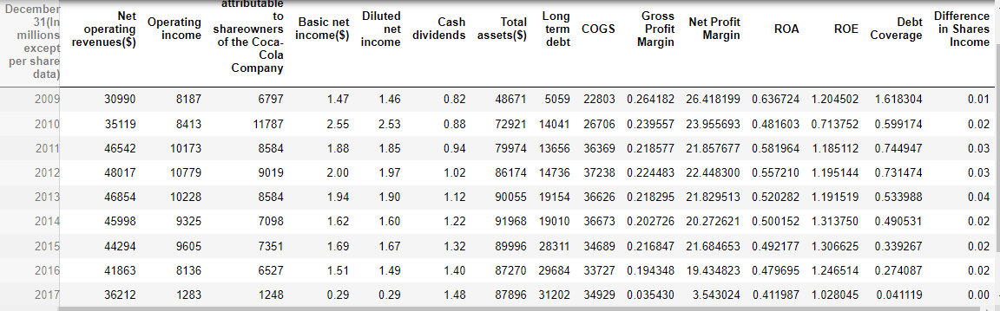 December 31(In millions except per share data) Net operating revenues($) Operating income attributable to shareowners of the Coca-Cola Company Basic net income($) Diluted net income Cash dividends Total assets($) Long term debt COGS Gross Profit Margin Net Profit Margin ROA ROE Debt Coverage Difference in Shares Income
2009 30990 8187 6797 1.47 1.46 0.82 48671 5059 22803 0.264182 26.418199 0.636724 1.204502 1.618304 0.01
2010 35119 8413 11787 2.55 2.53 0.88 72921 14041 26706 0.239557 23.955693 0.481603 0.713752 0.599174 0.02
2011 46542 10173 8584 1.88 1.85 0.94 79974 13656 36369 0.218577 21.857677 0.581964 1.185112 0.744947 0.03
2012 48017 10779 9019 2.00 1.97 1.02 86174 14736 37238 0.224483 22.448300 0.557210 1.195144 0.731474 0.03
2013 46854 10228 8584 1.94 1.90 1.12 90055 19154 36626 0.218295 21.829513 0.520282 1.191519 0.533988 0.04
2014 45998 9325 7098 1.62 1.60 1.22 91968 19010 36673 0.202726 20.272621 0.500152 1.313750 0.490531 0.02
2015 44294 9605 7351 1.69 1.67 1.32 89996 28311 34689 0.216847 21.684653 0.492177 1.306625 0.339267 0.02
2016 41863 8136 6527 1.51 1.49 1.40 87270 29684 33727 0.194348 19.434823 0.479695 1.246514 0.274087 0.02
2017 36212 1283 1248 0.29 0.29 1.48 87896 31202 34929 0.035430 3.543024 0.411987 1.028045 0.041119 0.00